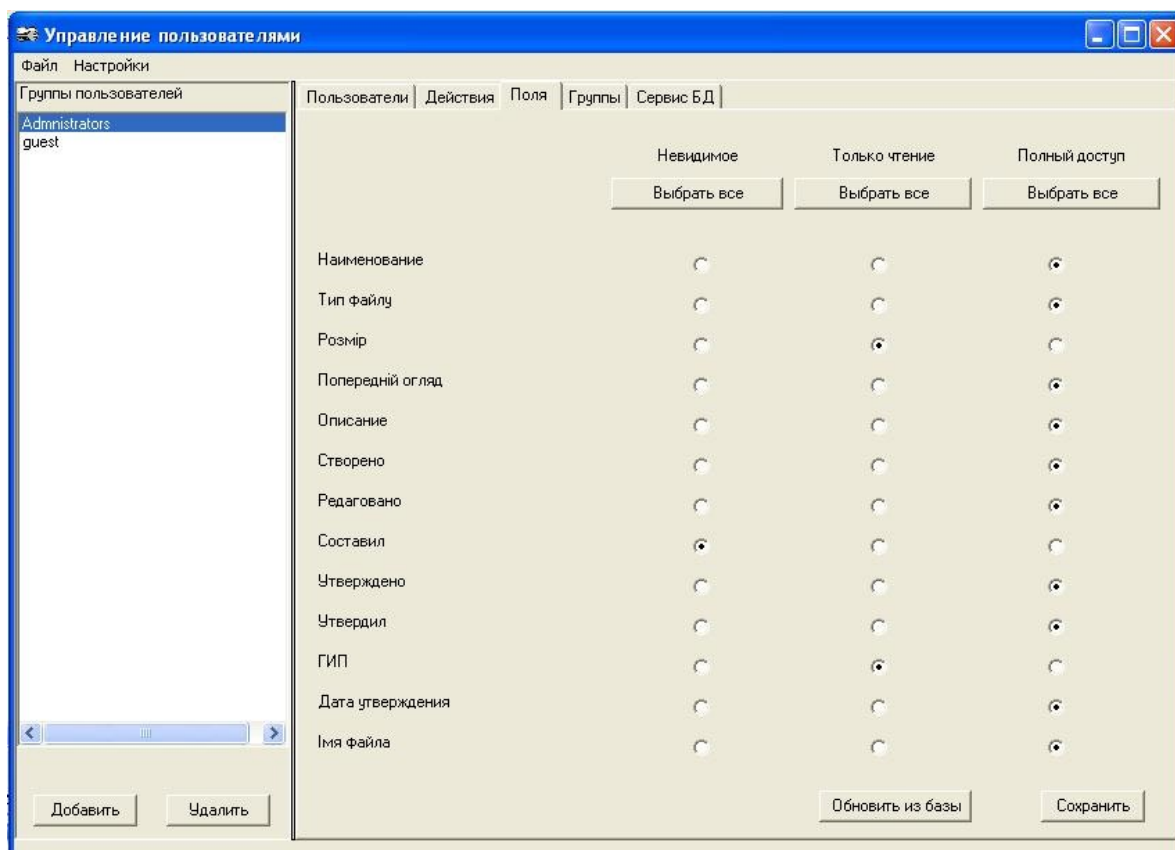 Управление пользователями
Файл Настройки
Группы пользователей
Admnistrators
guest
Добавить Удалить
Пользователи Действия Поля Группы Сервис БД
Невидимое Только чтение Полный доступ
Выбрать все Выбрать все Выбрать все
Наименование
Тип файлу
Розмір
Попередній огляд
Описание
Створено
Редаговано
Составил
Утверждено
Утвердил
ГИП
Дата утверждения
Імя файла
Обновить из базы Сохранить